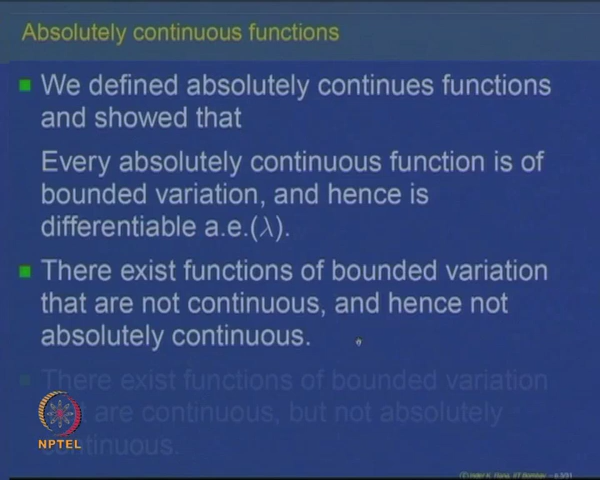 Absolutely continuous functions
We defined absolutely continues functions
and showed that
Every absolutely continuous function is of
bounded variation, and hence is
differentiable a.e.(λ).
There exist functions of bounded variation
that are not continuous, and hence not
absolutely continuous.
There exist functions of bounded variation
that are continuous, but not absolutely
continuous.
NPTEL